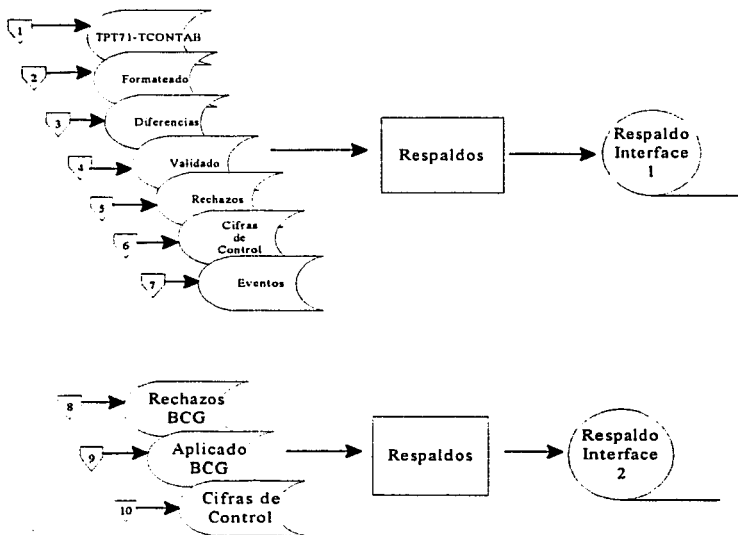 1
TPT71-TCONTAB
2
Formateado
3
Diferencias
4
Validado
5
Rechazos
6
Cifras
de
Control
7
Eventos
Respaldos
Respaldo
Interface
1
8
Rechazos
BCG
9
Aplicado
BCG
10
Cifras de
Control
Respaldos
Respaldo
Interface
2